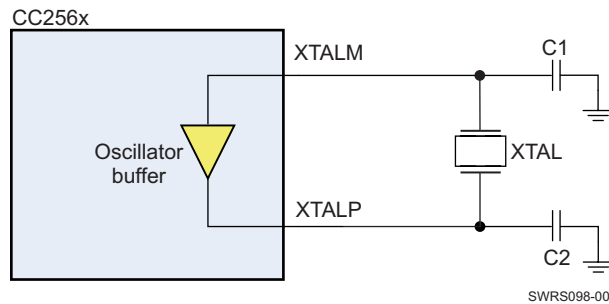 CC256x
XTALM
C1
Oscillator
buffer
XTAL
XTALP
C2
SWRS098-00